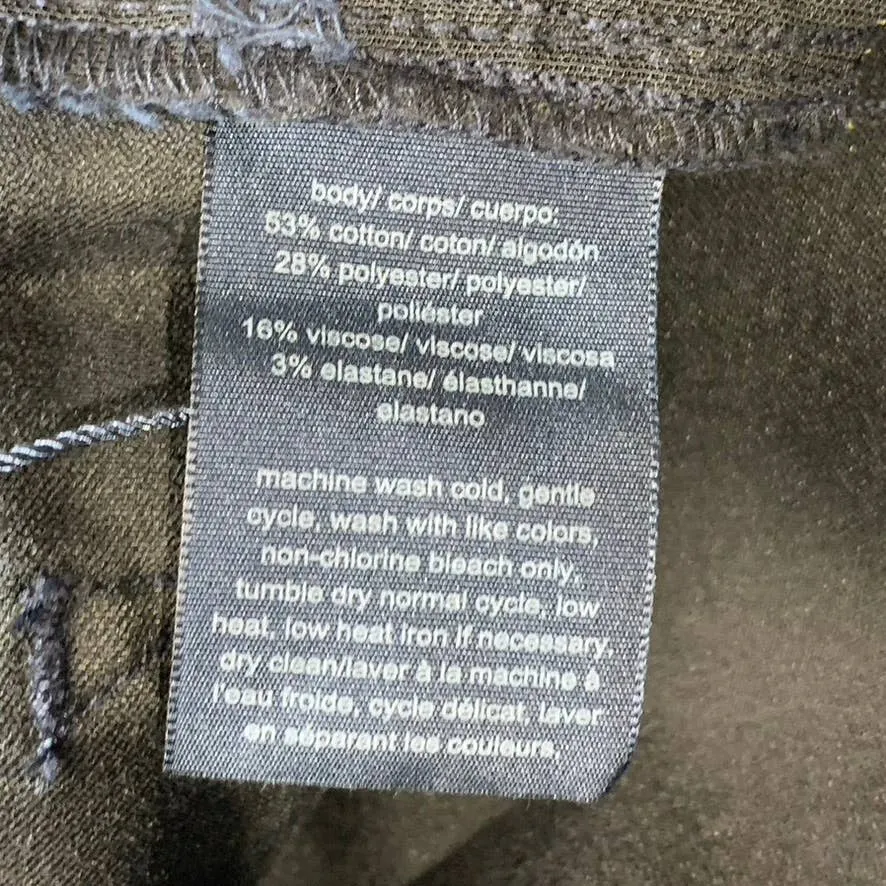 body/ corps/ cuerpo:
53% cotton/ coton/ algodón
28% polyester/ polyester/
poliéster
16% viscose/ viscose/ viscosa
3% elastane/ élasthanne/
elastano
machine wash cold, gentle
cycle, wash with like colors,
non-chlorine bleach only,
tumble dry normal cycle, low
heat, low heat iron if necessary,
dry clean/laver à la machine à
l'eau froide, cycle délicat, laver
en séparant les couleurs,